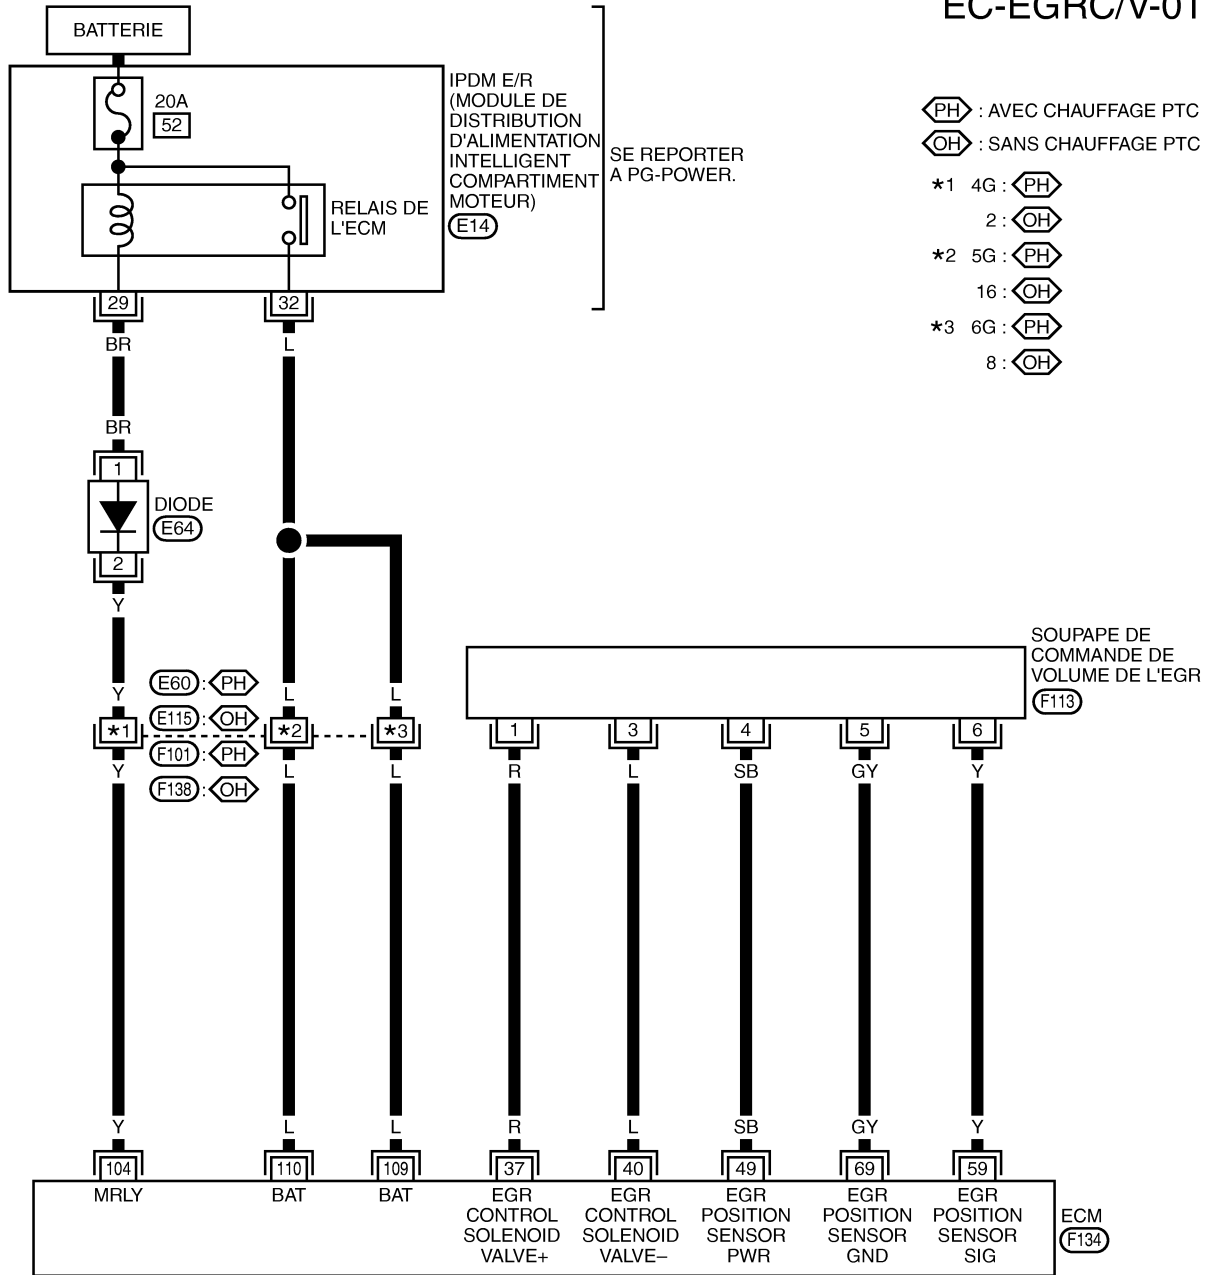 EC-EGRC/V-01
BATTERIE
20A
52
IPDM E/R
(MODULE DE
DISTRIBUTION
D'ALIMENTATION
INTELLIGENT
COMPARTIMENT
MOTEUR)
E14
SE REPORTER
A PG-POWER.
RELAIS DE
L'ECM
PH : AVEC CHAUFFAGE PTC
OH : SANS CHAUFFAGE PTC
*1 4G : PH
2 : OH
*2 5G : PH
16 : OH
*3 6G : PH
8 : OH
29 32
BR L
BR
1
DIODE
E64
2
Y
SOUPAPE DE
COMMANDE DE
VOLUME DE L'EGR
F113
E60 : PH
Y L L
E115 : OH
*1 *2 *3 1 3 4 5 6
F101 : PH
Y L L R L SB GY Y
F138 : OH
Y L L R L SB GY Y
104 110 109 37 40 49 69 59
MRLY BAT BAT
EGR
CONTROL
SOLENOID
VALVE+
EGR
CONTROL
SOLENOID
VALVE–
EGR
POSITION
SENSOR
PWR
EGR
POSITION
SENSOR
GND
EGR
POSITION
SENSOR
SIG
ECM
F134